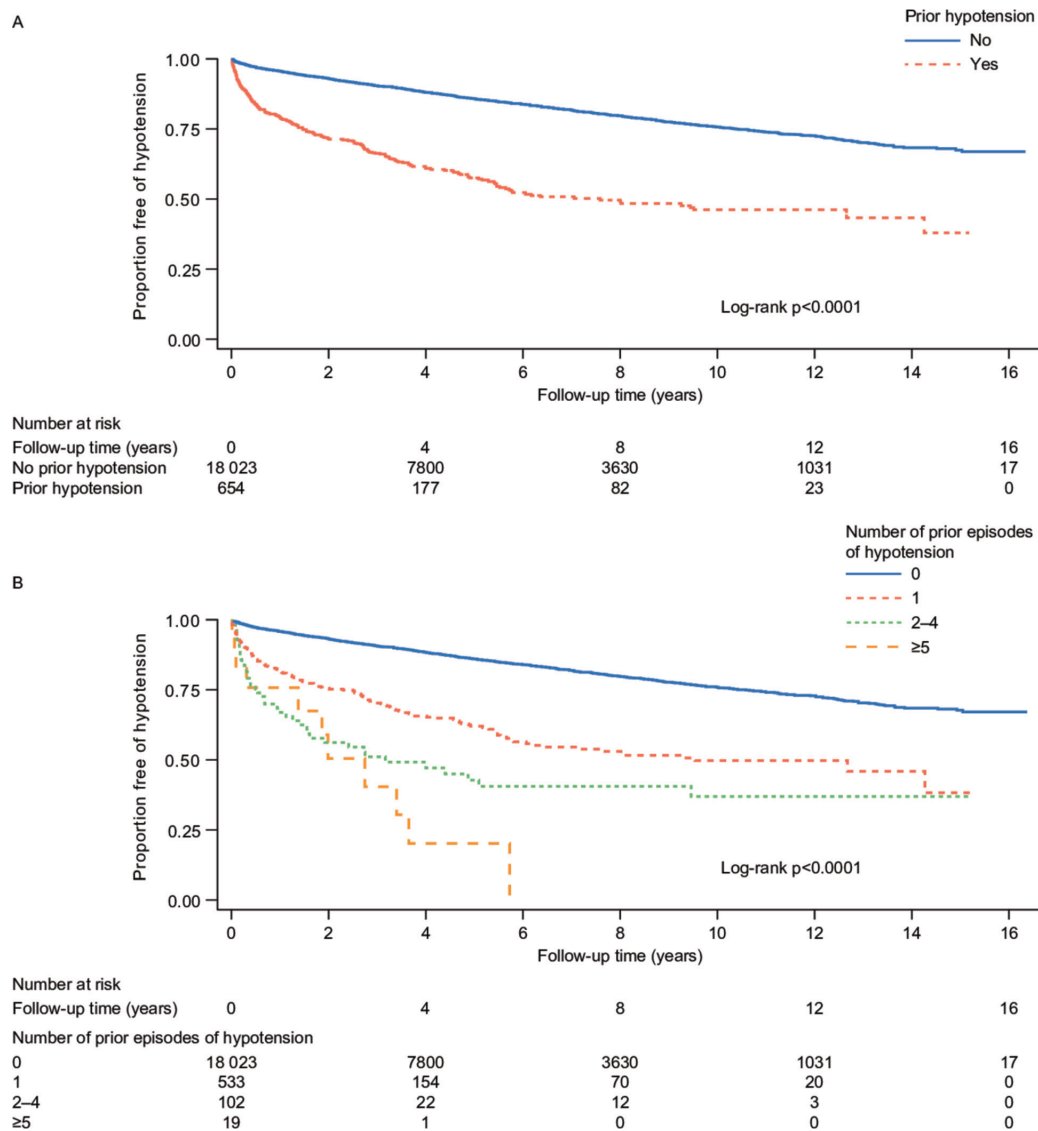 A
Prior hypotension
No
Yes
Proportion free of hypotension
1.00
0.75
0.50
0.25
0.00
Log-rank p<0.0001
0 2 4 6 8 10 12 14 16
Follow-up time (years)
Number at risk
Follow-up time (years) 0 4 8 12 16
No prior hypotension 18 023 7800 3630 1031 17
Prior hypotension 654 177 82 23 0
B
Number of prior episodes
of hypotension
0
1
2–4
≥5
Proportion free of hypotension
1.00
0.75
0.50
0.25
0.00
Log-rank p<0.0001
0 2 4 6 8 10 12 14 16
Follow-up time (years)
Number at risk
Follow-up time (years) 0 4 8 12 16
Number of prior episodes of hypotension
0 18 023 7800 3630 1031 17
1 533 154 70 20 0
2–4 102 22 12 3 0
≥5 19 1 0 0 0